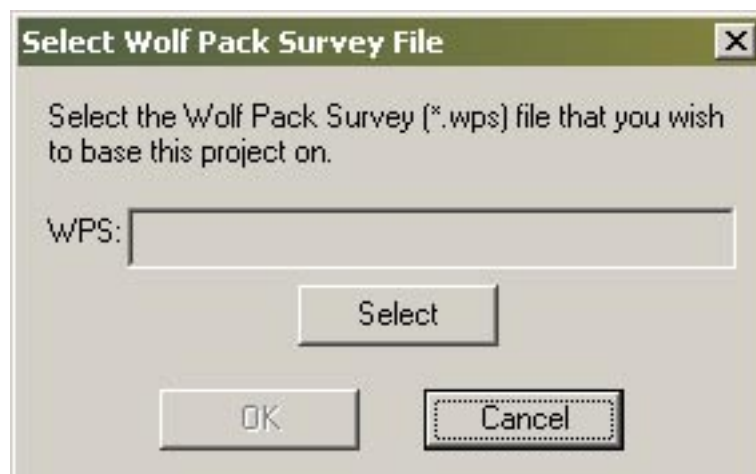 Select Wolf Pack Survey File
Select the Wolf Pack Survey (*.wps) file that you wish
to base this project on.
WPS:
Select
OK
Cancel